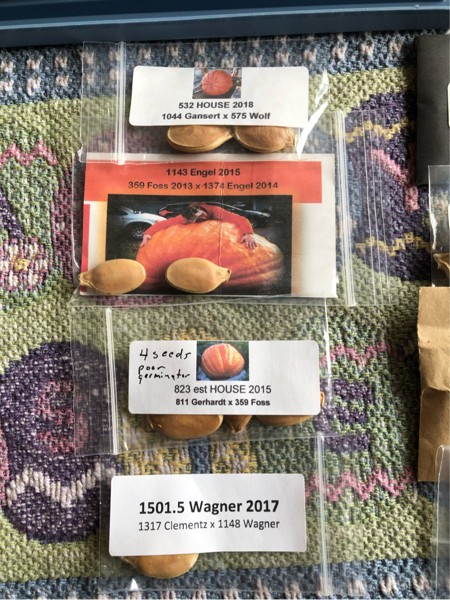 532 HOUSE 2018
1044 Gansert x 575 Wolf
1143 Engel 2015
359 Foss 2013 x 1374 Engel 2014
4 seeds
poor
germinator
823 est HOUSE 2015
811 Gerhardt x 359 Foss
1501.5 Wagner 2017
1317 Clementz x 1148 Wagner